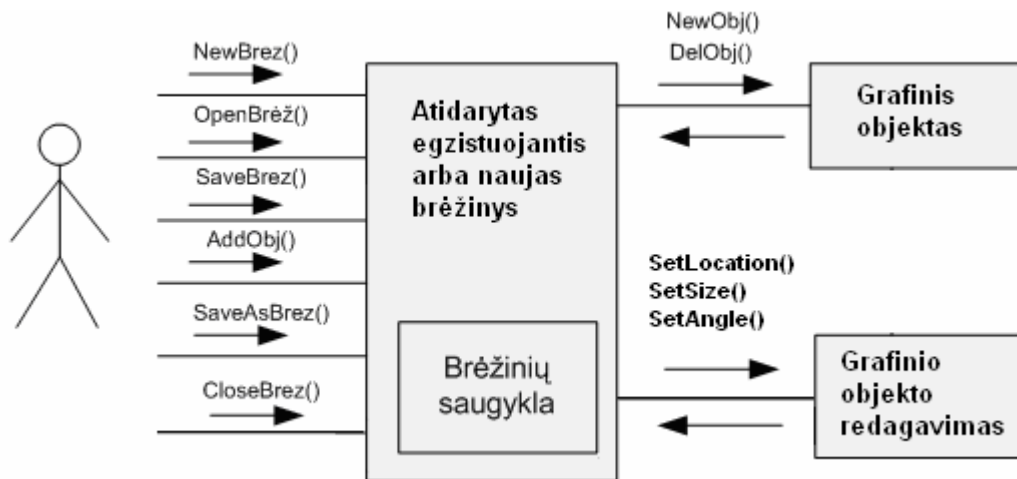 NewBrez()
OpenBrėž()
SaveBrez()
AddObj()
SaveAsBrez()
CloseBrez()
Atidarytas
egzistuojantis
arba naujas
brėžinys
Brėžinių
saugykla
NewObj()
DelObj()
Grafinis
objektas
SetLocation()
SetSize()
SetAngle()
Grafinio
objekto
redagavimas